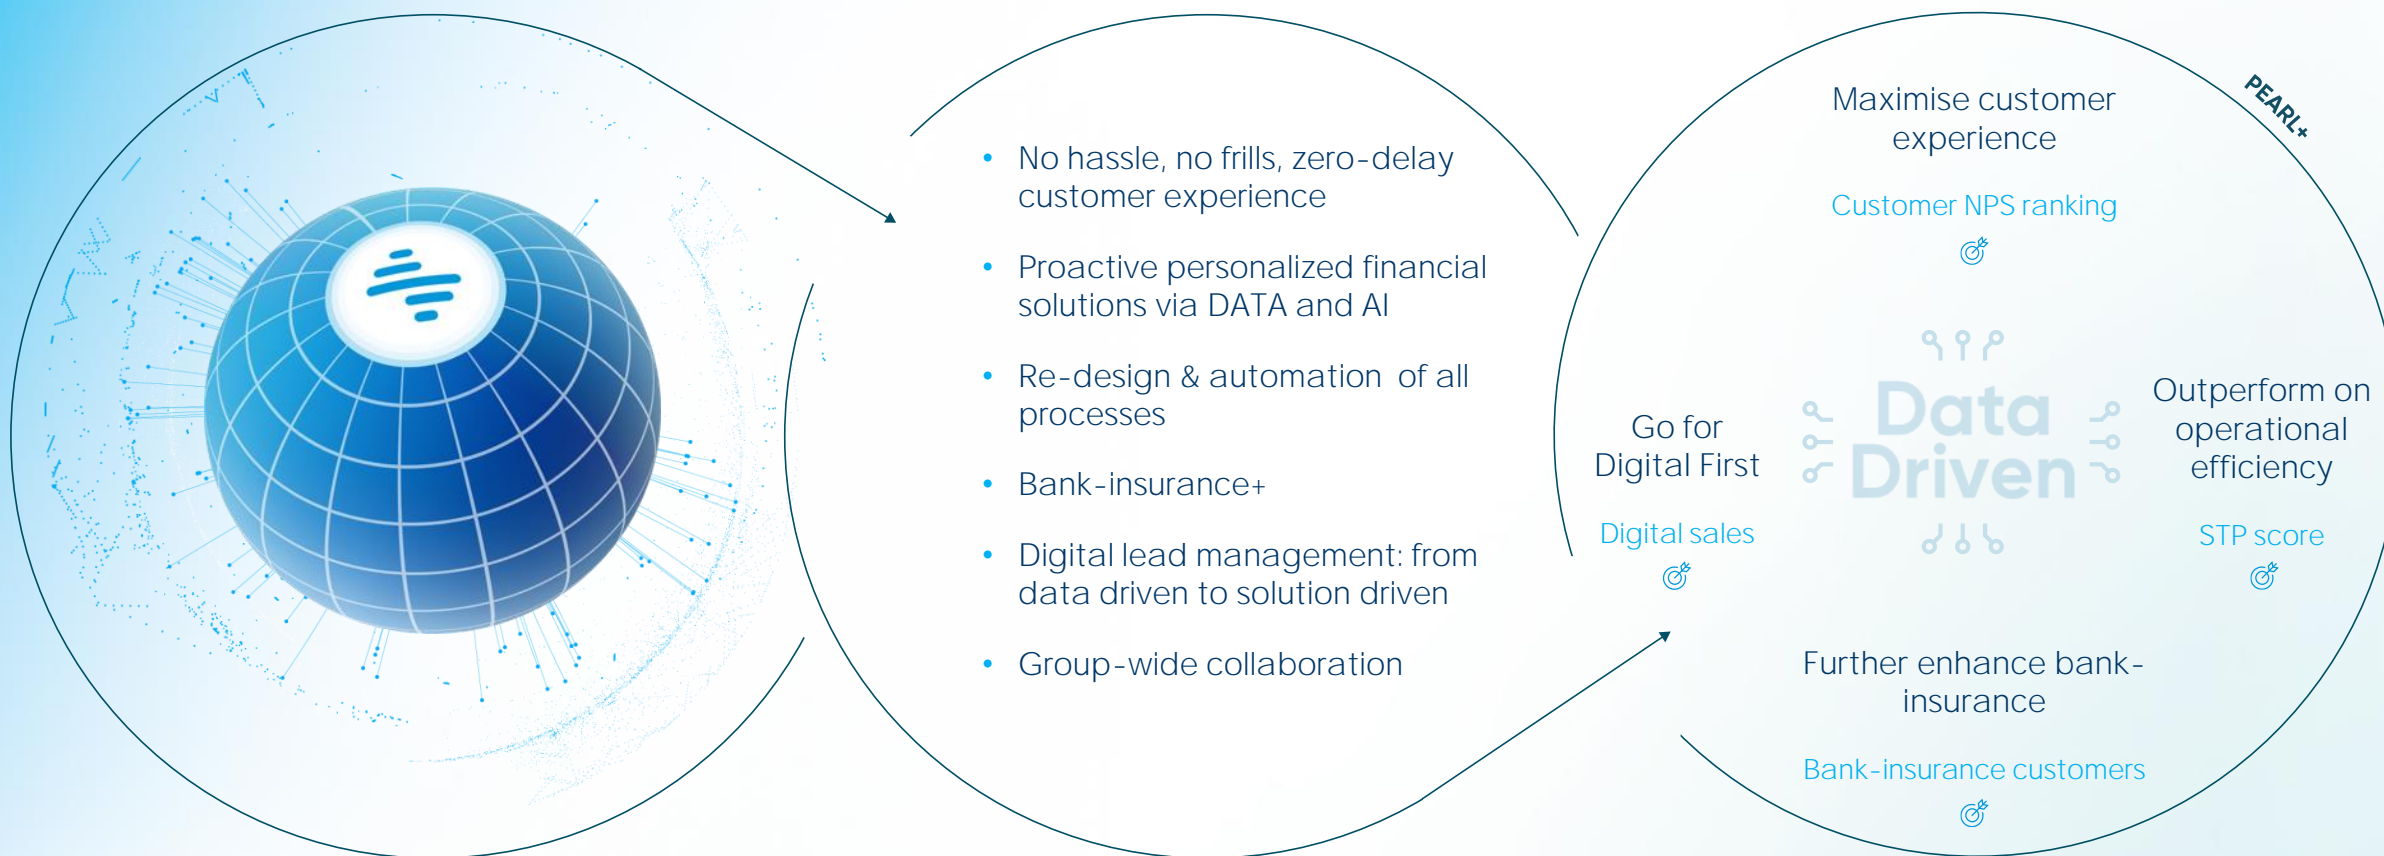 No hassle, no frills, zero-delay
customer experience
Proactive personalized financial
solutions via DATA and AI
Re-design & automation of all
processes
Bank-insurance+
Digital lead management: from
data driven to solution driven
Group-wide collaboration
PEARL+
Maximise customer
experience
Customer NPS ranking
Go for
Digital First
Digital sales
Data
Driven
Outperform on
operational
efficiency
STP score
Further enhance bank-
insurance
Bank-insurance customers